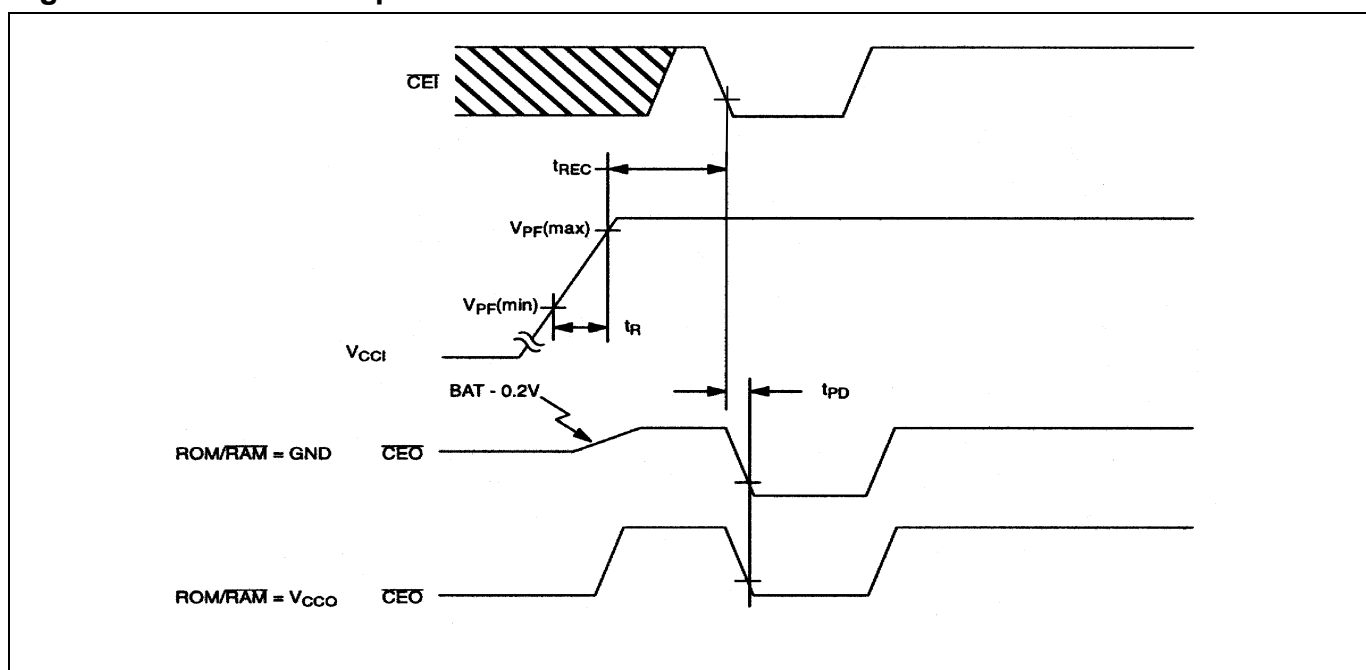 CEI
tREC
VPF(max)
VPF(min)
tR
VCCI
BAT - 0.2V
tPD
ROM/RAM = GND CEO
ROM/RAM = VCCO CEO